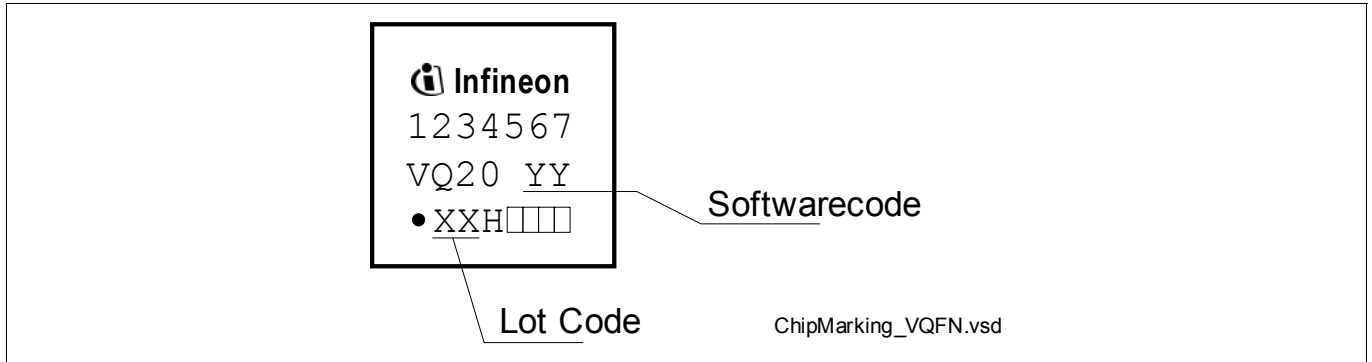 Infineon
1234567
VQ20 YY
XXH
Softwarecode
Lot Code
ChipMarking_VQFN.vsd